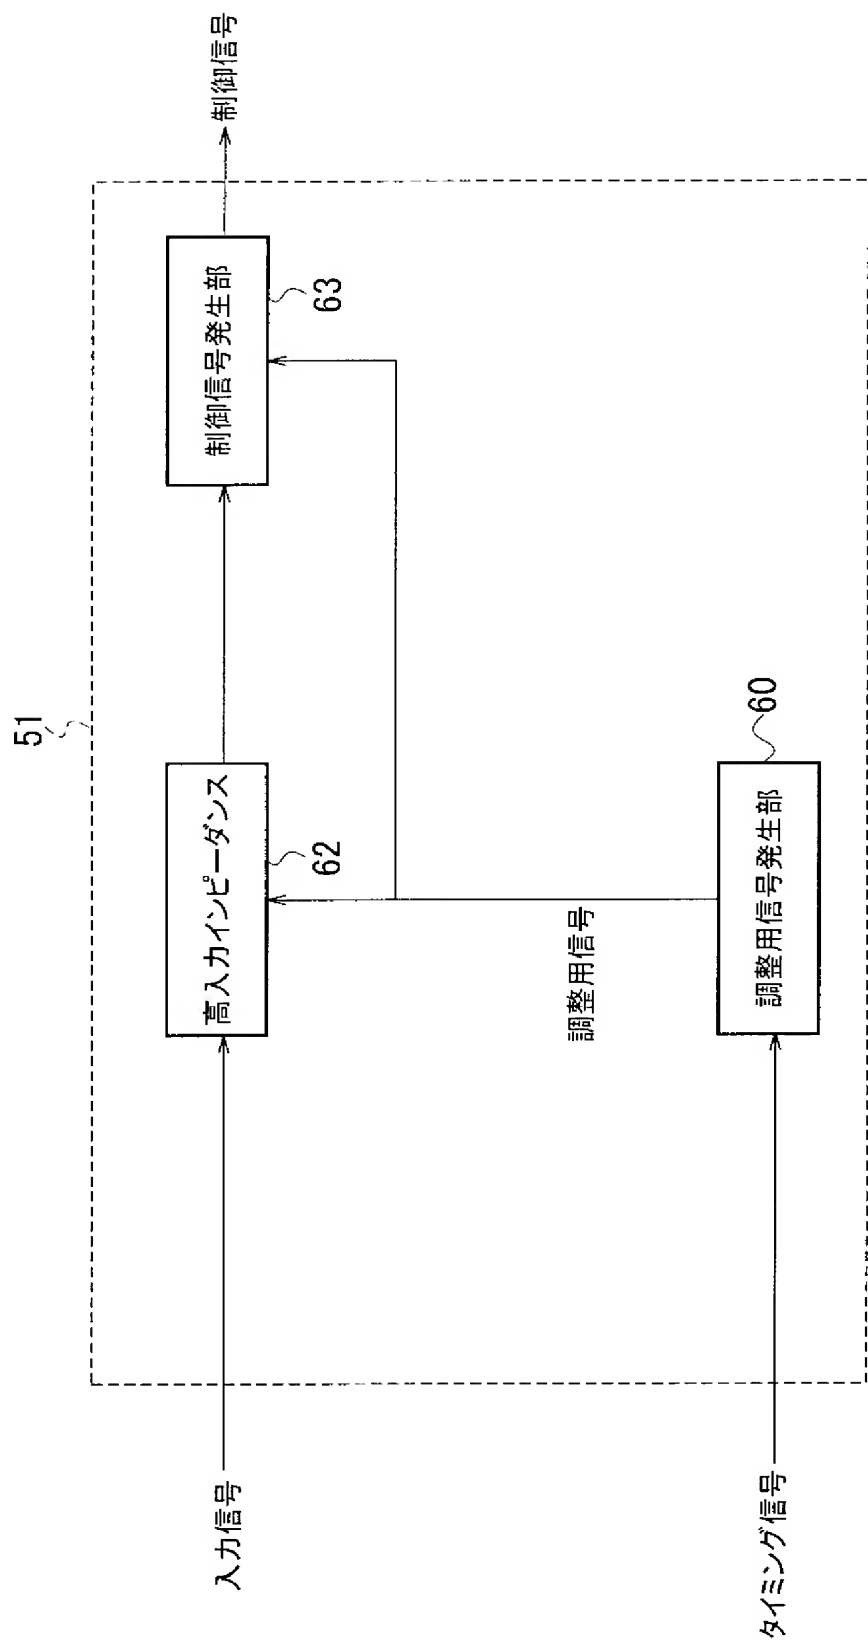 51
入力信号
高入力インピーダンス
62
制御信号発生部
63
制御信号
調整用信号
タイミング信号
調整用信号発生部
60